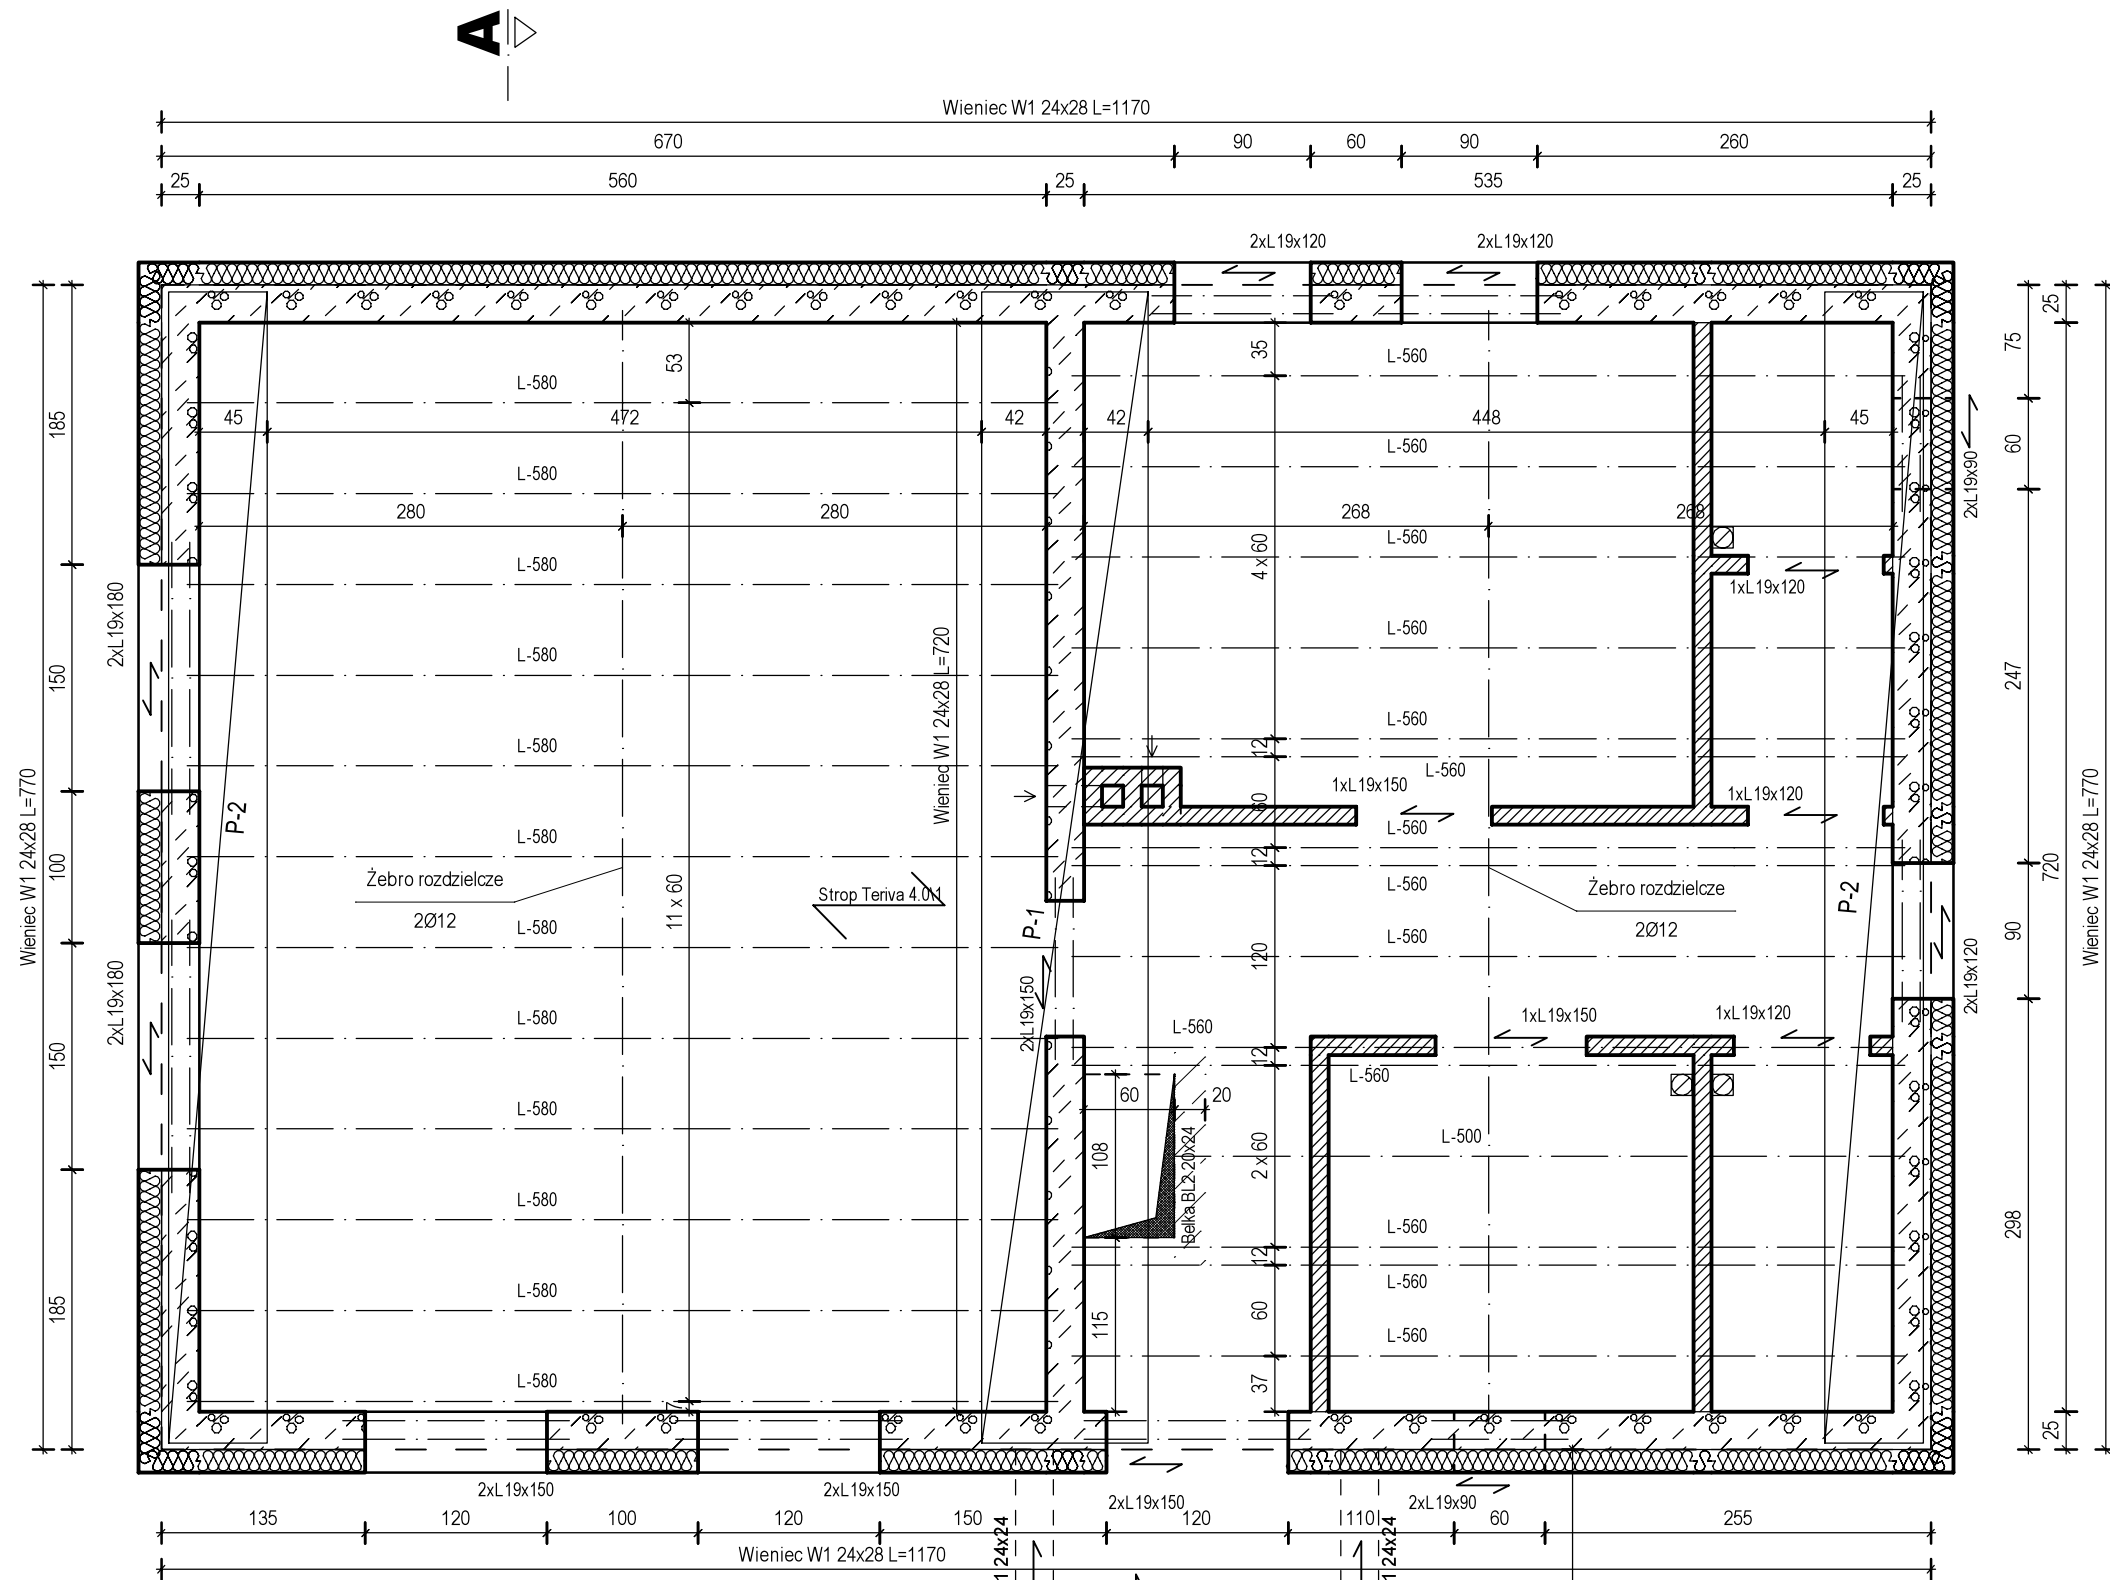 A
Wieniec W1 24x28 L=1170
670
90
60
90
260
25
560
25
535
25
2xL19x120
2xL19x120
25
53
35
L-560
75
L-580
185
45
472
42
42
448
45
L-560
60
2xL19x90
L-580
280
280
268
268
L-560
L-580
4 x 60
1xL19x120
2xL19x180
L-560
L-580
150
Wieniec W1 24x28 L=720
247
L-560
L-580
12
L-560
1xL19x150
1xL19x120
Wieniec W1 24x28 L=770
P-2
60
L-560
L-580
12
100
Żebro rozdzielcze
2Ø12
11 x 60
Strop Teriva 4.0\1
L-560
Żebro rozdzielcze
2Ø12
P-2
720
Wieniec W1 24x28 L=770
P-1
L-580
L-560
120
90
2xL19x120
2xL19x180
2xL19x150
L-580
L-560
1xL19x150
1xL19x120
150
12
L-560
60
20
L-580
108
Belka BL2 20x24
2 x 60
L-500
L-580
L-560
298
12
L-560
L-580
185
115
60
L-560
L-580
37
7
25
2xL19x150
2xL19x150
2xL19x150
2xL19x90
135
120
100
120
150
120
110
60
255
Wieniec W1 24x28 L=1170
1 24x24
1 24x24